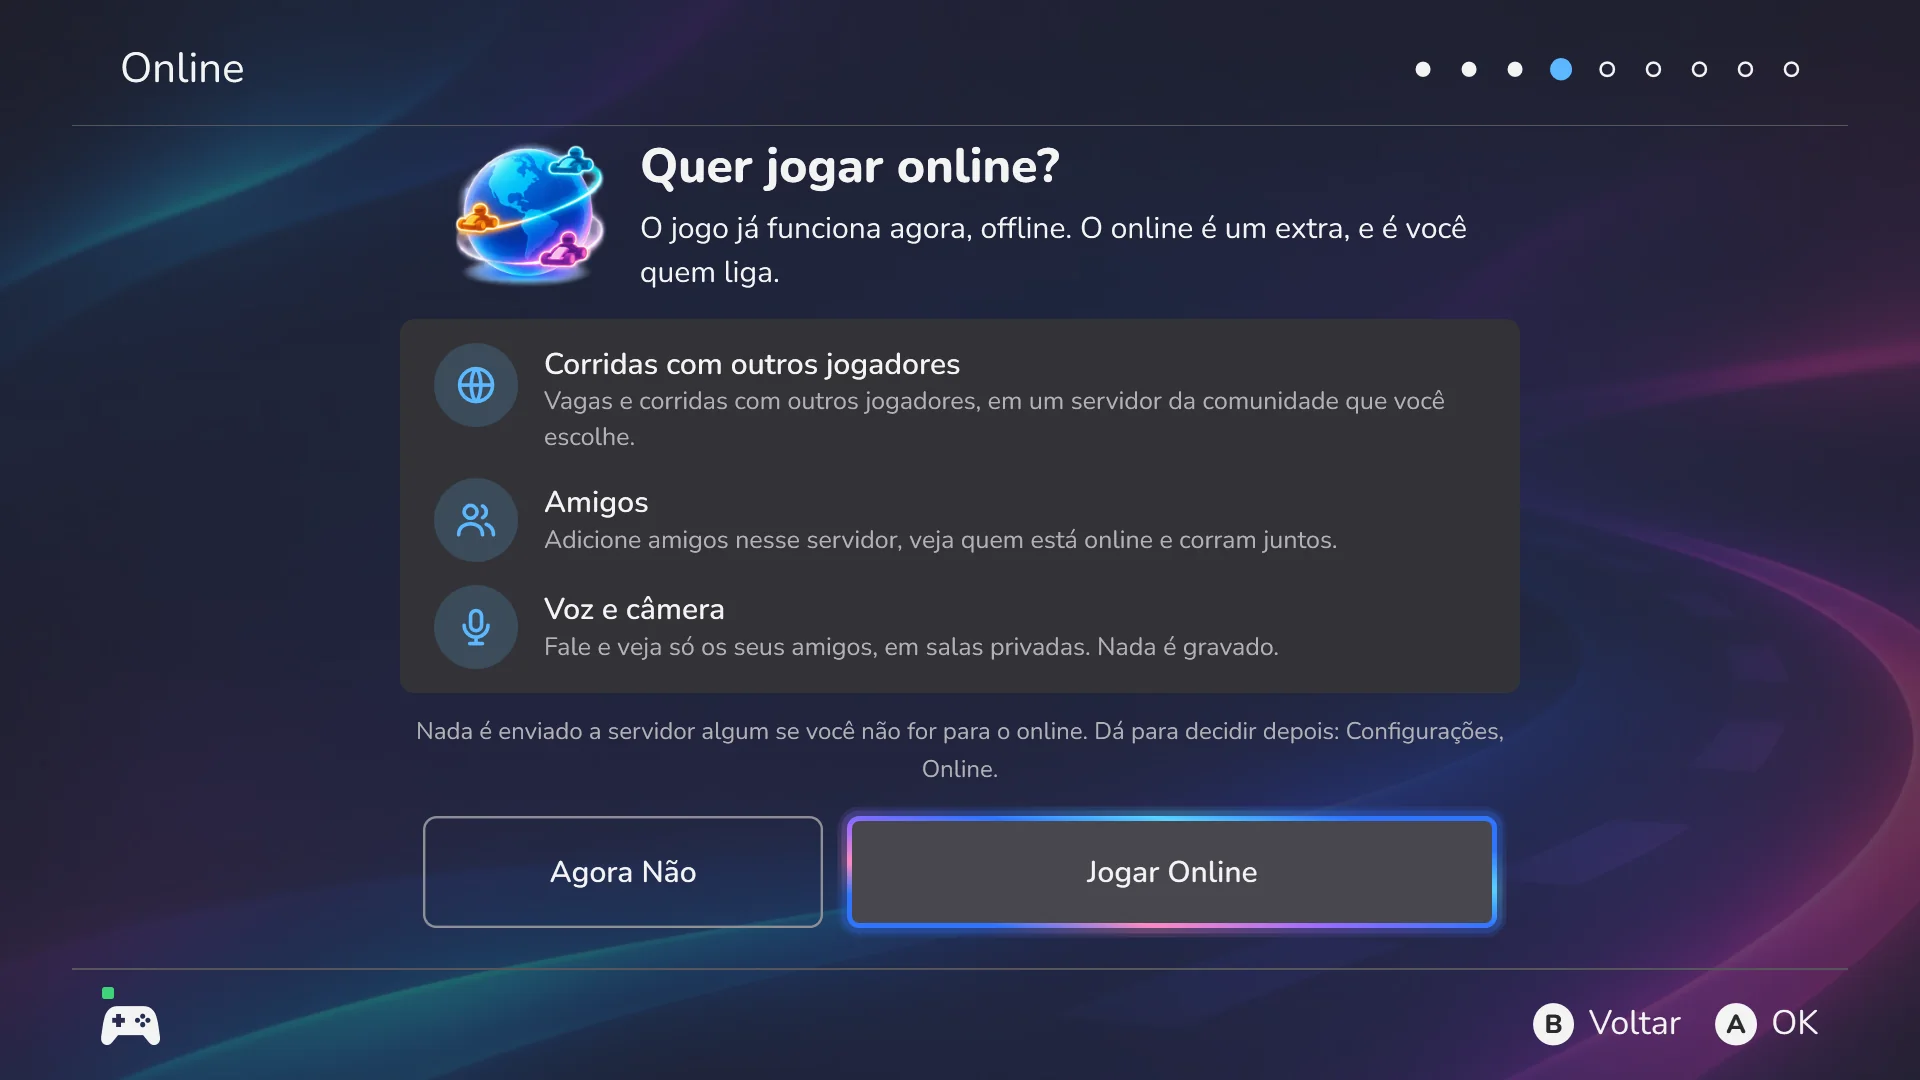 Online
Quer jogar online?
O jogo já funciona agora, offline. O online é um extra, e é você
quem liga.
Corridas com outros jogadores
Vagas e corridas com outros jogadores, em um servidor da comunidade que você
escolhe.
Amigos
Adicione amigos nesse servidor, veja quem está online e corram juntos.
Voz e câmera
Fale e veja só os seus amigos, em salas privadas. Nada é gravado.
Nada é enviado a servidor algum se você não for para o online. Dá para decidir depois: Configurações,
Online.
Agora Não
Jogar Online
B Voltar A OK